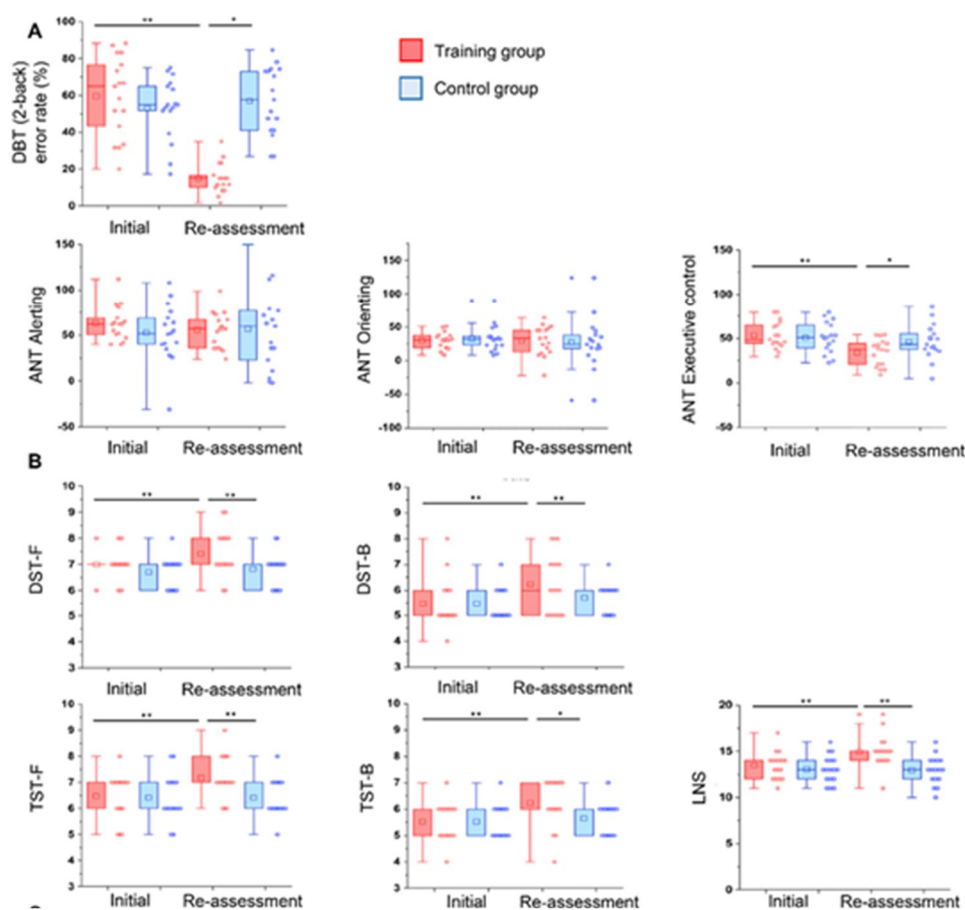 A
DBT (2-back)
error rate (%)
100
80
60
40
20
0
**
*
Initial
Re-assessment
Training group
Control group
ANT Alerting
150
100
50
0
-50
Initial
Re-assessment
ANT Orienting
150
50
0
-50
-100
Initial
Re-assessment
ANT Executive control
150
100
50
0
-50
**
*
Initial
Re-assessment
B
DST-F
10
9
8
7
6
5
4
3
**
**
Initial
Re-assessment
DST-B
10
9
8
7
6
5
4
3
**
**
Initial
Re-assessment
TST-F
10
9
8
7
6
5
4
3
**
**
Initial
Re-assessment
TST-B
10
9
8
7
6
5
4
3
**
*
Initial
Re-assessment
LNS
20
15
10
5
0
**
**
Initial
Re-assessment